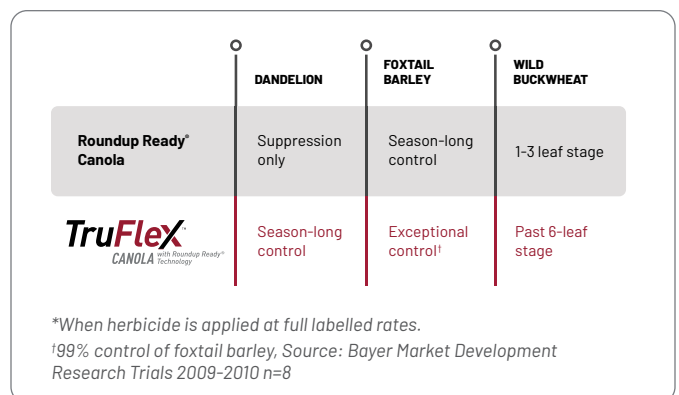 DANDELION
FOXTAIL
BARLEY
WILD
BUCKWHEAT
Roundup Ready®
Canola
Suppression
only
Season-long
control
1-3 leaf stage
TruFlex™
CANOLA with Roundup Ready®
Technology
Season-long
control
Exceptional
control†
Past 6-leaf
stage
*When herbicide is applied at full labelled rates.
†99% control of foxtail barley, Source: Bayer Market Development
Research Trials 2009-2010 n=8